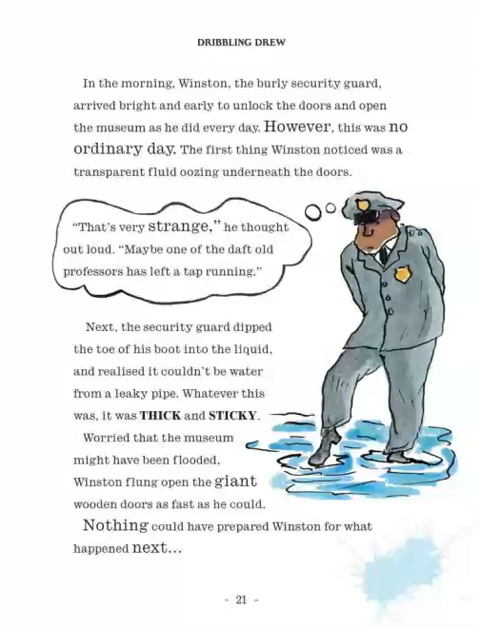 DRIBBLING DREW
In the morning, Winston, the burly security guard,
arrived bright and early to unlock the doors and open
the museum as he did every day. However, this was no
ordinary day. The first thing Winston noticed was a
transparent fluid oozing underneath the doors.
“That’s very strange,” he thought
out loud. “Maybe one of the daft old
professors has left a tap running.”
Next, the security guard dipped
the toe of his boot into the liquid,
and realised it couldn’t be water
from a leaky pipe. Whatever this
was, it was THICK and STICKY.
Worried that the museum
might have been flooded,
Winston flung open the giant
wooden doors as fast as he could.
Nothing could have prepared Winston for what
happened next...
- 21 -